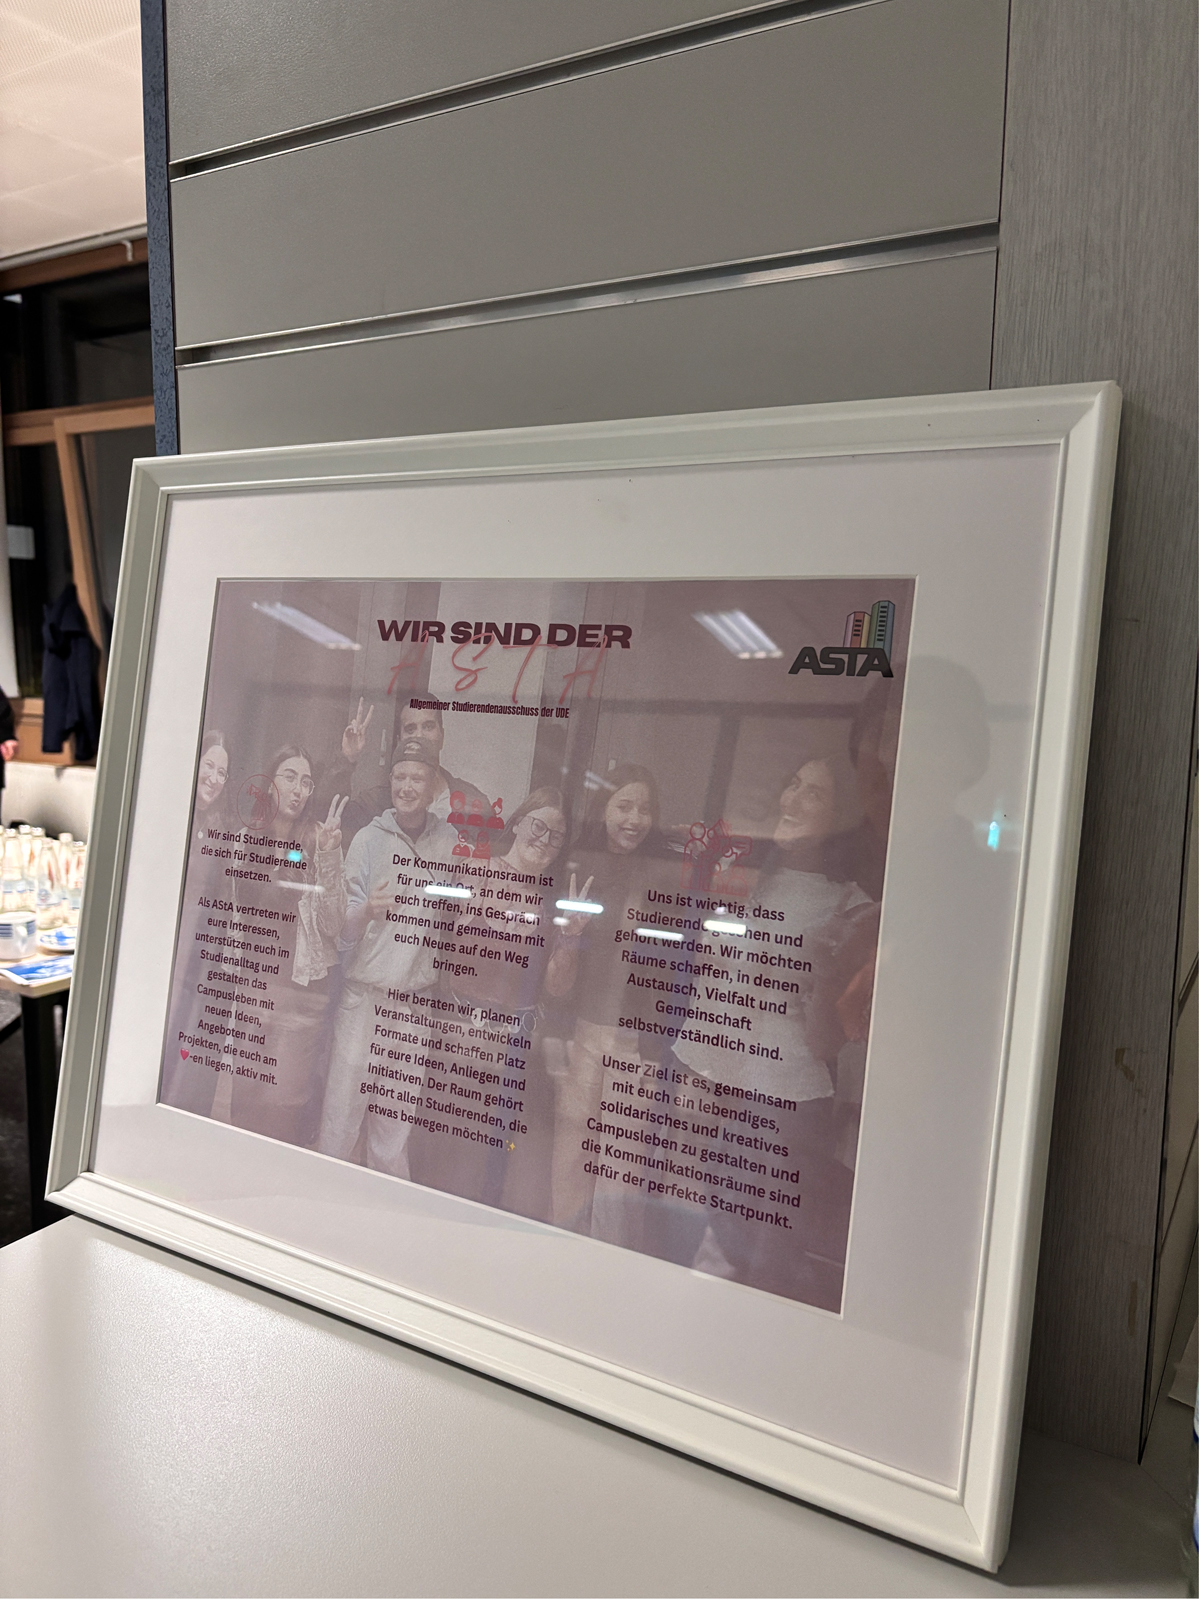 WIR SIND DER
ASTA
Allgemeiner Studierendenausschuss der UDE
ASTA
Wir sind Studierende,
die sich für Studierende
einsetzen.
Als AStA vertreten wir
eure Interessen,
unterstützen euch im
Studienalltag und
gestalten das
Campusleben mit
neuen Ideen,
Angeboten und
Projekten, die euch am
❤️-en liegen, aktiv mit.
Der Kommunikationsraum ist
für uns ein Ort, an dem wir
euch treffen, ins Gespräch
kommen und gemeinsam mit
euch Neues auf den Weg
bringen.
Hier beraten wir, planen
Veranstaltungen, entwickeln
Formate und schaffen Platz
für eure Ideen, Anliegen und
Initiativen. Der Raum gehört
gehört allen Studierenden, die
etwas bewegen möchten ✨
Uns ist wichtig, dass
Studierende gesehen und
gehört werden. Wir möchten
Räume schaffen, in denen
Austausch, Vielfalt und
Gemeinschaft
selbstverständlich sind.
Unser Ziel ist es, gemeinsam
mit euch ein lebendiges,
solidarisches und kreatives
Campusleben zu gestalten und
die Kommunikationsräume sind
dafür der perfekte Startpunkt.